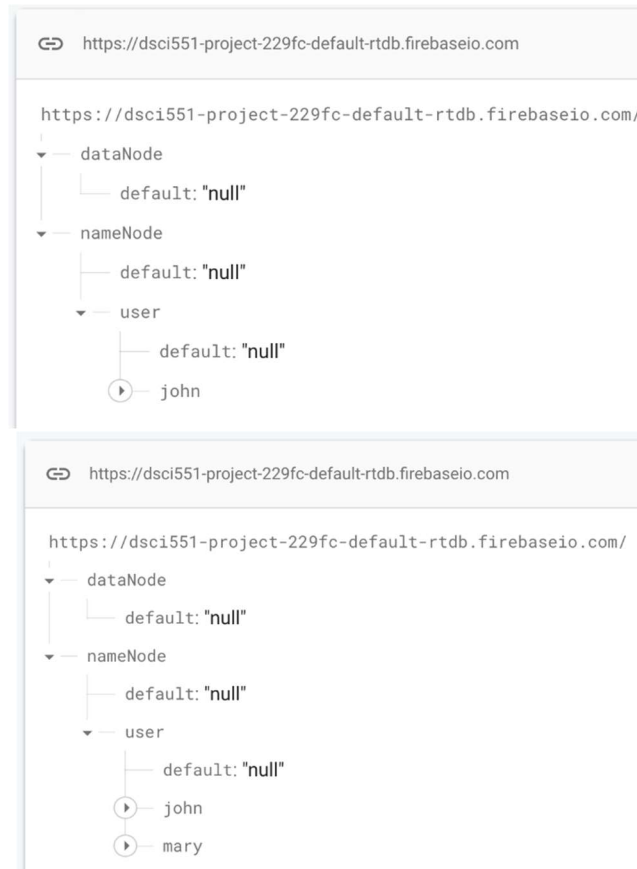 https://dsci551-project-229fc-default-rtdb.firebaseio.com
https://dsci551-project-229fc-default-rtdb.firebaseio.com/
dataNode
default: "null"
nameNode
default: "null"
user
default: "null"
john
https://dsci551-project-229fc-default-rtdb.firebaseio.com
https://dsci551-project-229fc-default-rtdb.firebaseio.com/
dataNode
default: "null"
nameNode
default: "null"
user
default: "null"
john
mary